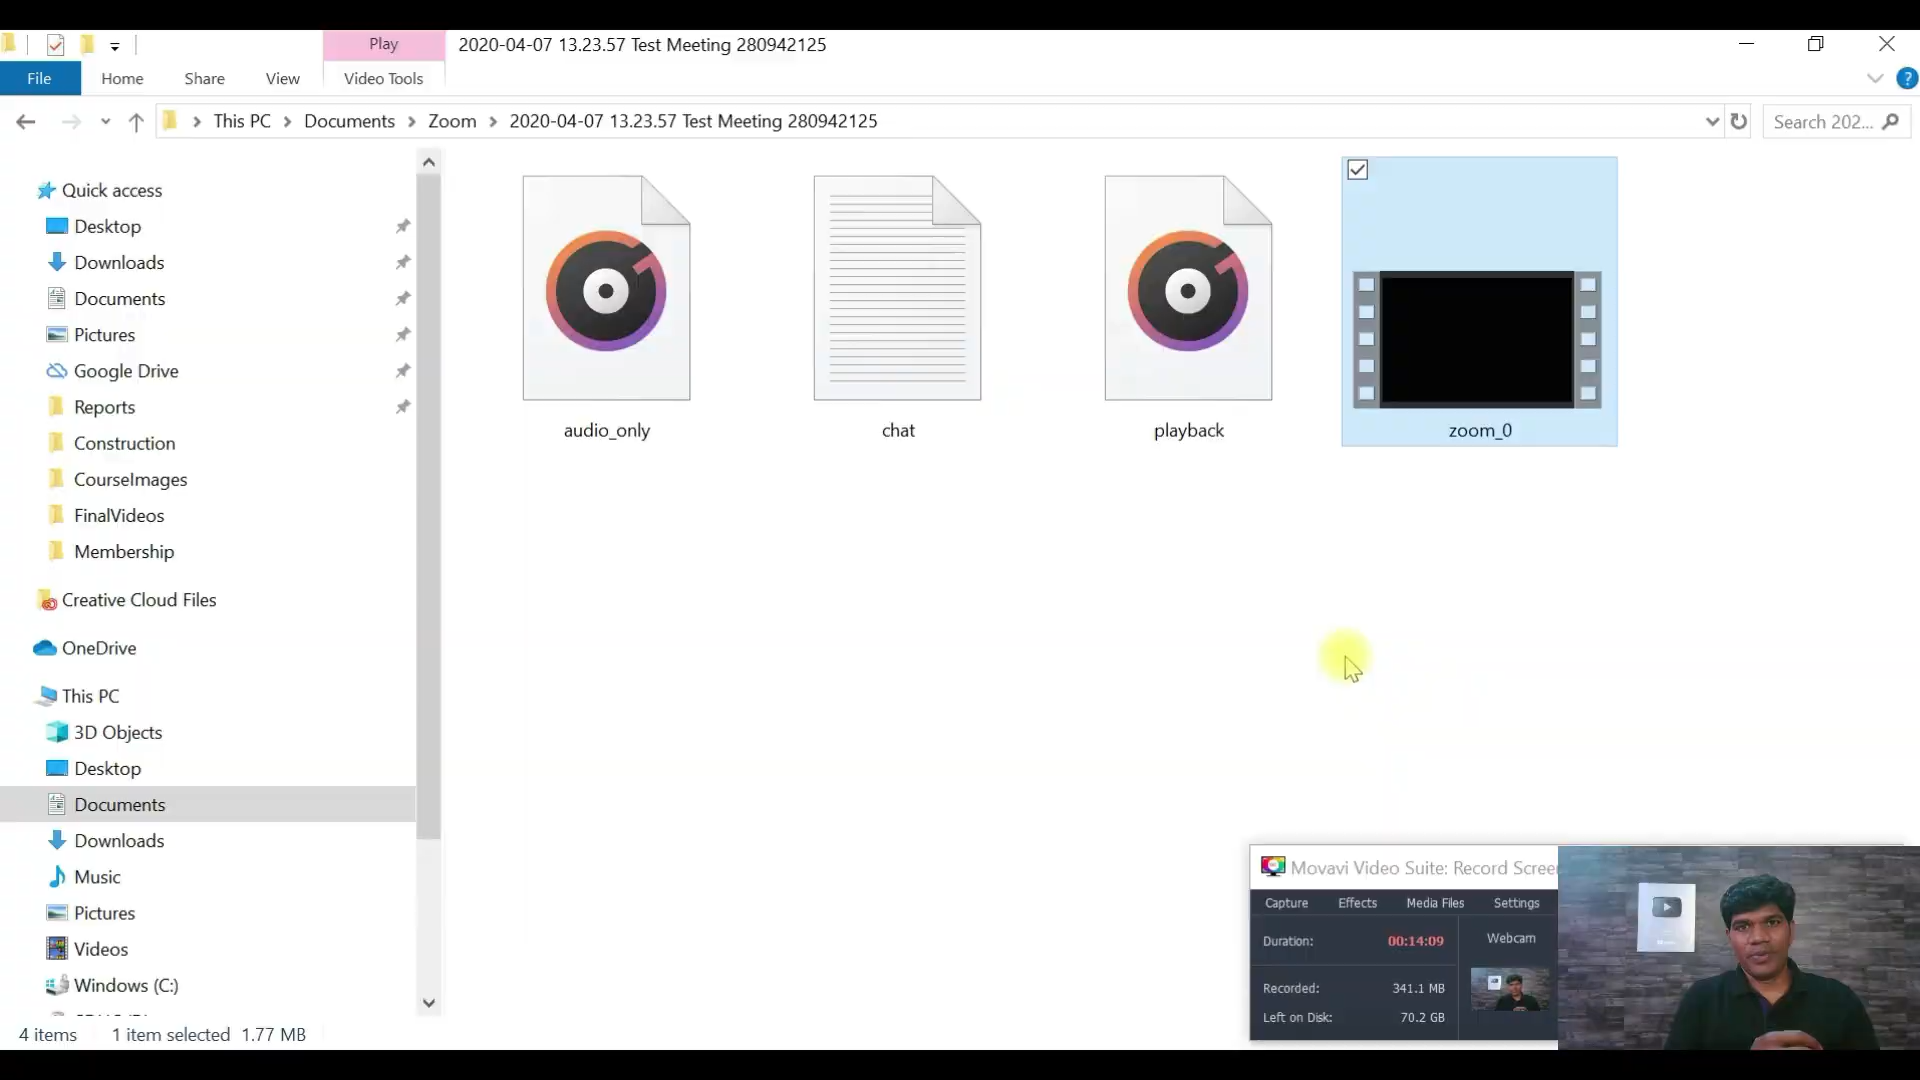 Play
2020-04-07 13.23.57 Test Meeting 280942125
File
Home
Share
View
Video Tools
?
This PC
Documents
Zoom
2020-04-07 13.23.57 Test Meeting 280942125
Search 202...
Quick access
Desktop
Downloads
Documents
Pictures
Google Drive
Reports
Construction
CourseImages
FinalVideos
Membership
Creative Cloud Files
OneDrive
This PC
3D Objects
Desktop
Documents
Downloads
Music
Pictures
Videos
Windows (C:)
audio_only
chat
playback
zoom_0
Movavi Video Suite: Record Screen
Capture
Effects
Media Files
Settings
Duration:
00:14:09
Webcam
Recorded:
341.1 MB
Left on Disk:
70.2 GB
4 items
1 item selected 1.77 MB